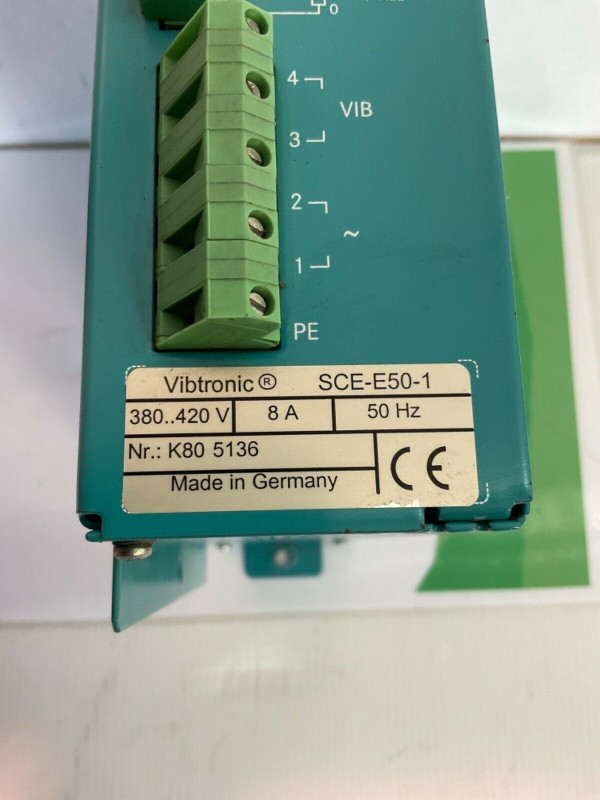 0
4
VIB
3
2
~
1
PE
Vibtronic ® SCE-E50-1
380..420 V 8 A 50 Hz
Nr.: K80 5136
CE
Made in Germany